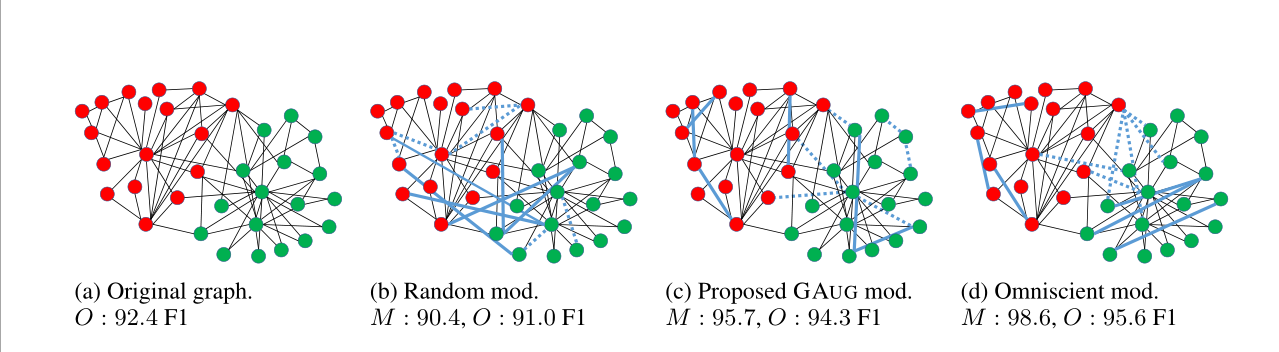 (a) Original graph.
O : 92.4 F1
(b) Random mod.
M : 90.4, O : 91.0 F1
(c) Proposed GAUG mod.
M : 95.7, O : 94.3 F1
(d) Omniscient mod.
M : 98.6, O : 95.6 F1